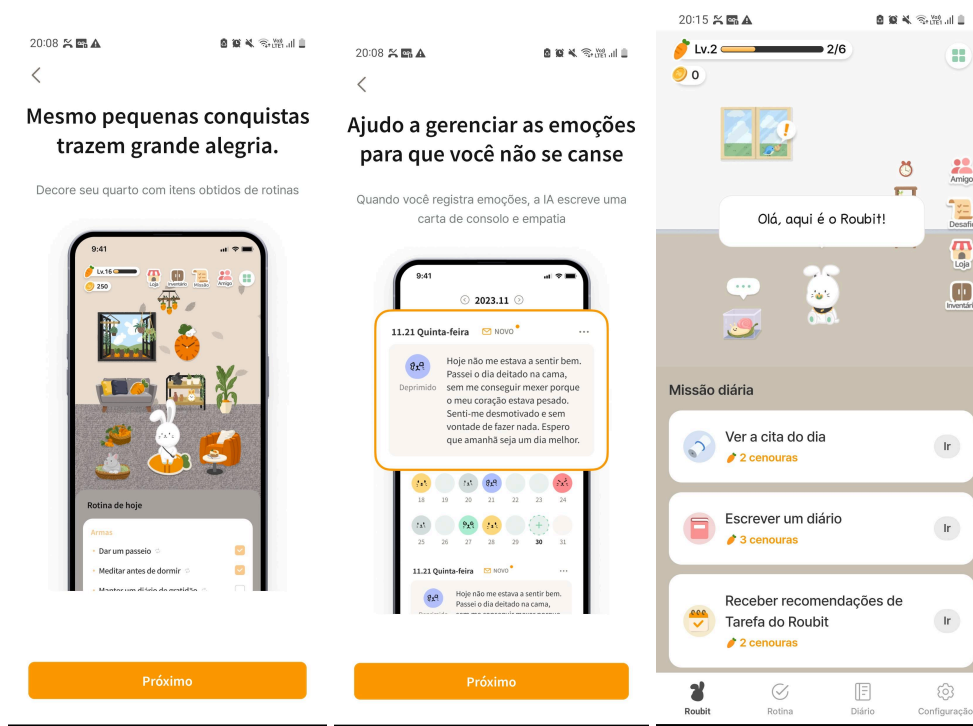 20:08
Mesmo pequenas conquistas
trazem grande alegria.
Decore seu quarto com itens obtidos de rotinas
9:41
Lv.16
250
Loja
Inventário
Missão
Amigo
Rotina de hoje
Armas
Dar um passeio
Meditar antes de dormir
Manter um diário de gratidão
Próximo
20:08
Ajudo a gerenciar as emoções
para que você não se canse
Quando você registra emoções, a IA escreve uma
carta de consolo e empatia
9:41
2023.11
11.21 Quinta-feira NOVO
Deprimido
Hoje não me estava a sentir bem.
Passei o dia deitado na cama,
sem me conseguir mexer porque
o meu coração estava pesado.
Senti-me desmotivado e sem
vontade de fazer nada. Espero
que amanhã seja um dia melhor.
18 19 20 21 22 23 24
25 26 27 28 29 30 31
11.21 Quinta-feira NOVO
Hoje não me estava a sentir bem.
Passei o dia deitado na cama,
Próximo
20:15
Lv.2 2/6
0
Amigo
Desafio
Loja
Inventári
Olá, aqui é o Roubit!
Missão diária
Ver a cita do dia
2 cenouras
Ir
Escrever um diário
3 cenouras
Ir
Receber recomendações de
Tarefa do Roubit
2 cenouras
Ir
Roubit
Rotina
Diário
Configuração